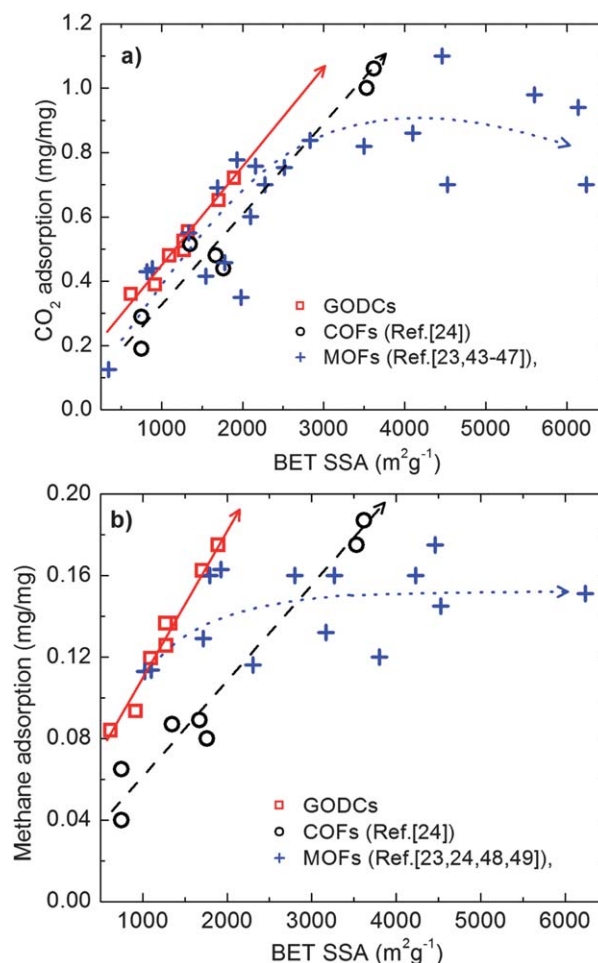 a)
1.2
1.0
0.8
0.6
0.4
0.2
0.0
CO2 adsorption (mg/mg)
GODCs
COFs (Ref.[24])
MOFs (Ref.[23,43-47]),
1000 2000 3000 4000 5000 6000
BET SSA (m²g⁻¹)
b)
0.20
0.16
0.12
0.08
0.04
0.00
Methane adsorption (mg/mg)
GODCs
COFs (Ref.[24])
MOFs (Ref.[23,24,48,49]),
1000 2000 3000 4000 5000 6000
BET SSA (m²g⁻¹)